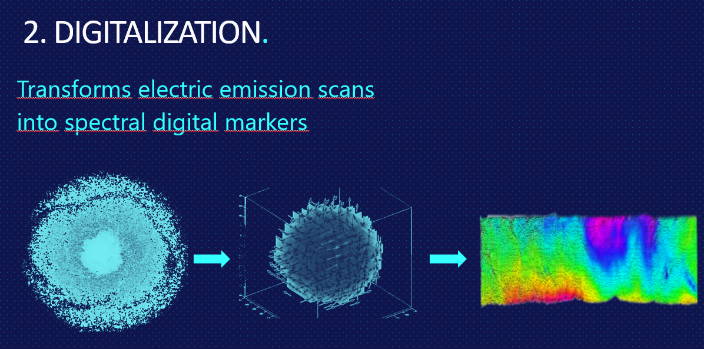 2. DIGITALIZATION.
Transforms electric emission scans
into spectral digital markers